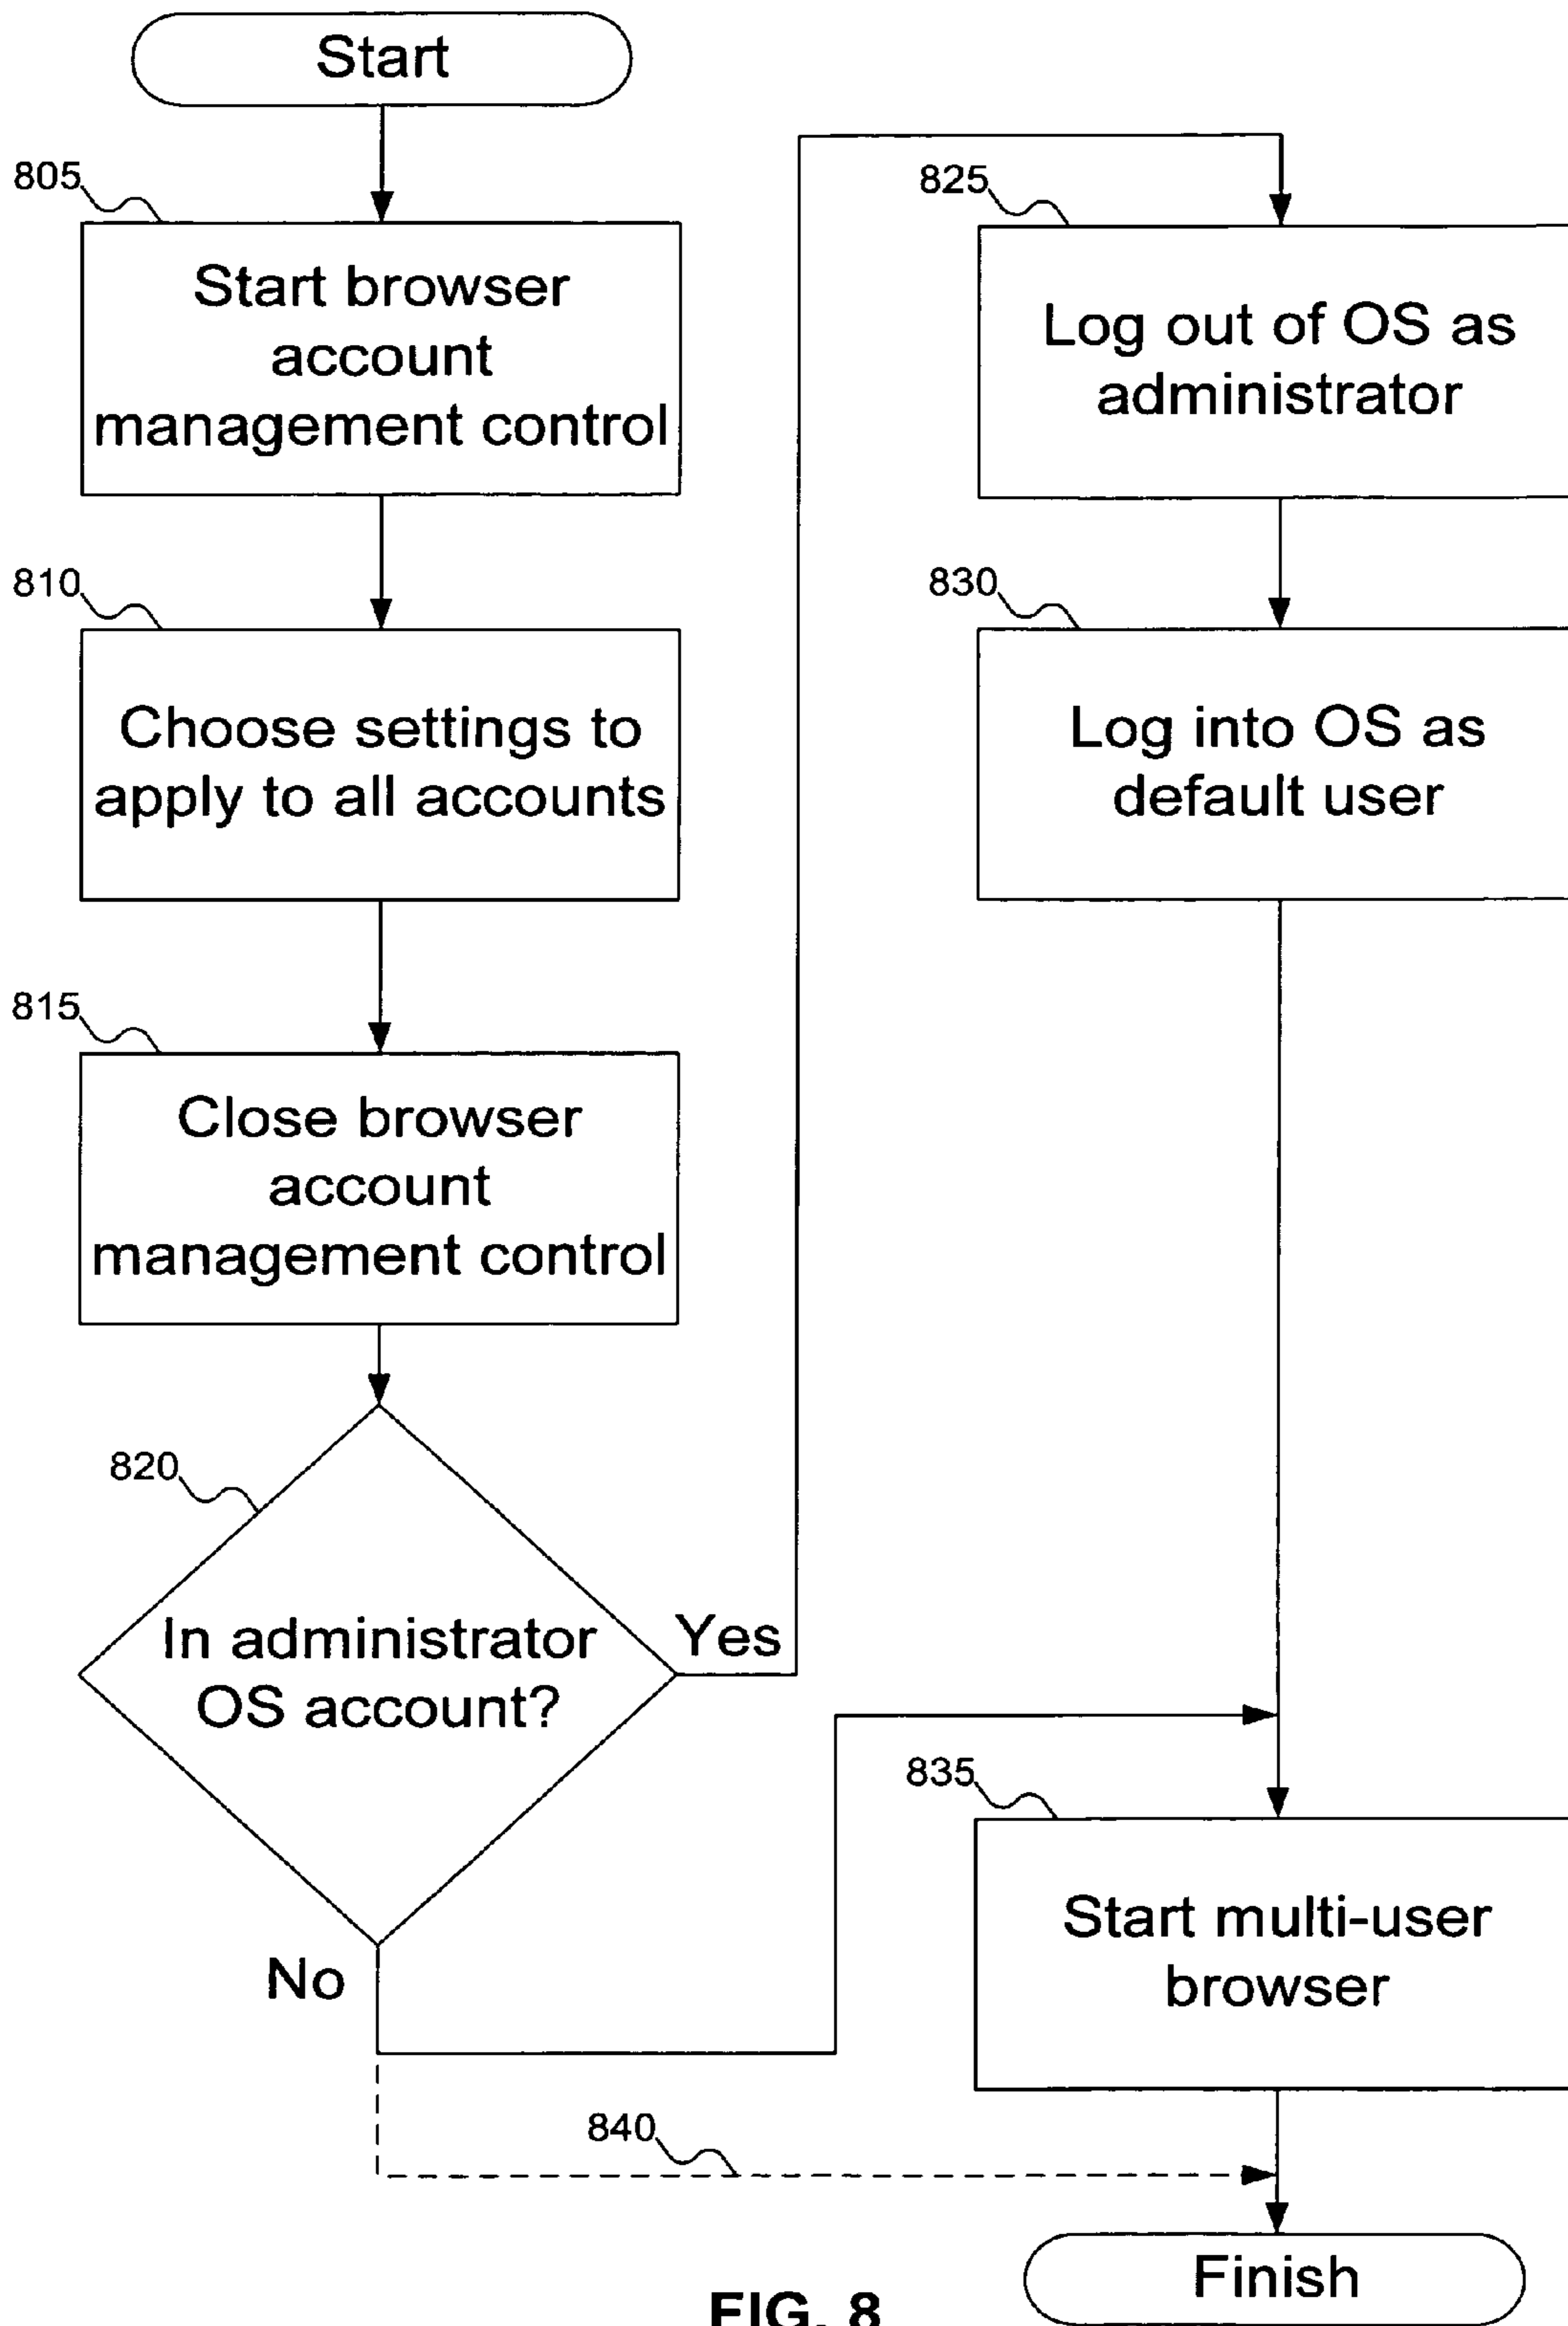 Start
805
Start browser
account
management control
810
Choose settings to
apply to all accounts
815
Close browser
account
management control
820
In administrator
OS account?
Yes
No
825
Log out of OS as
administrator
830
Log into OS as
default user
835
Start multi-user
browser
840
Finish
FIG. 8